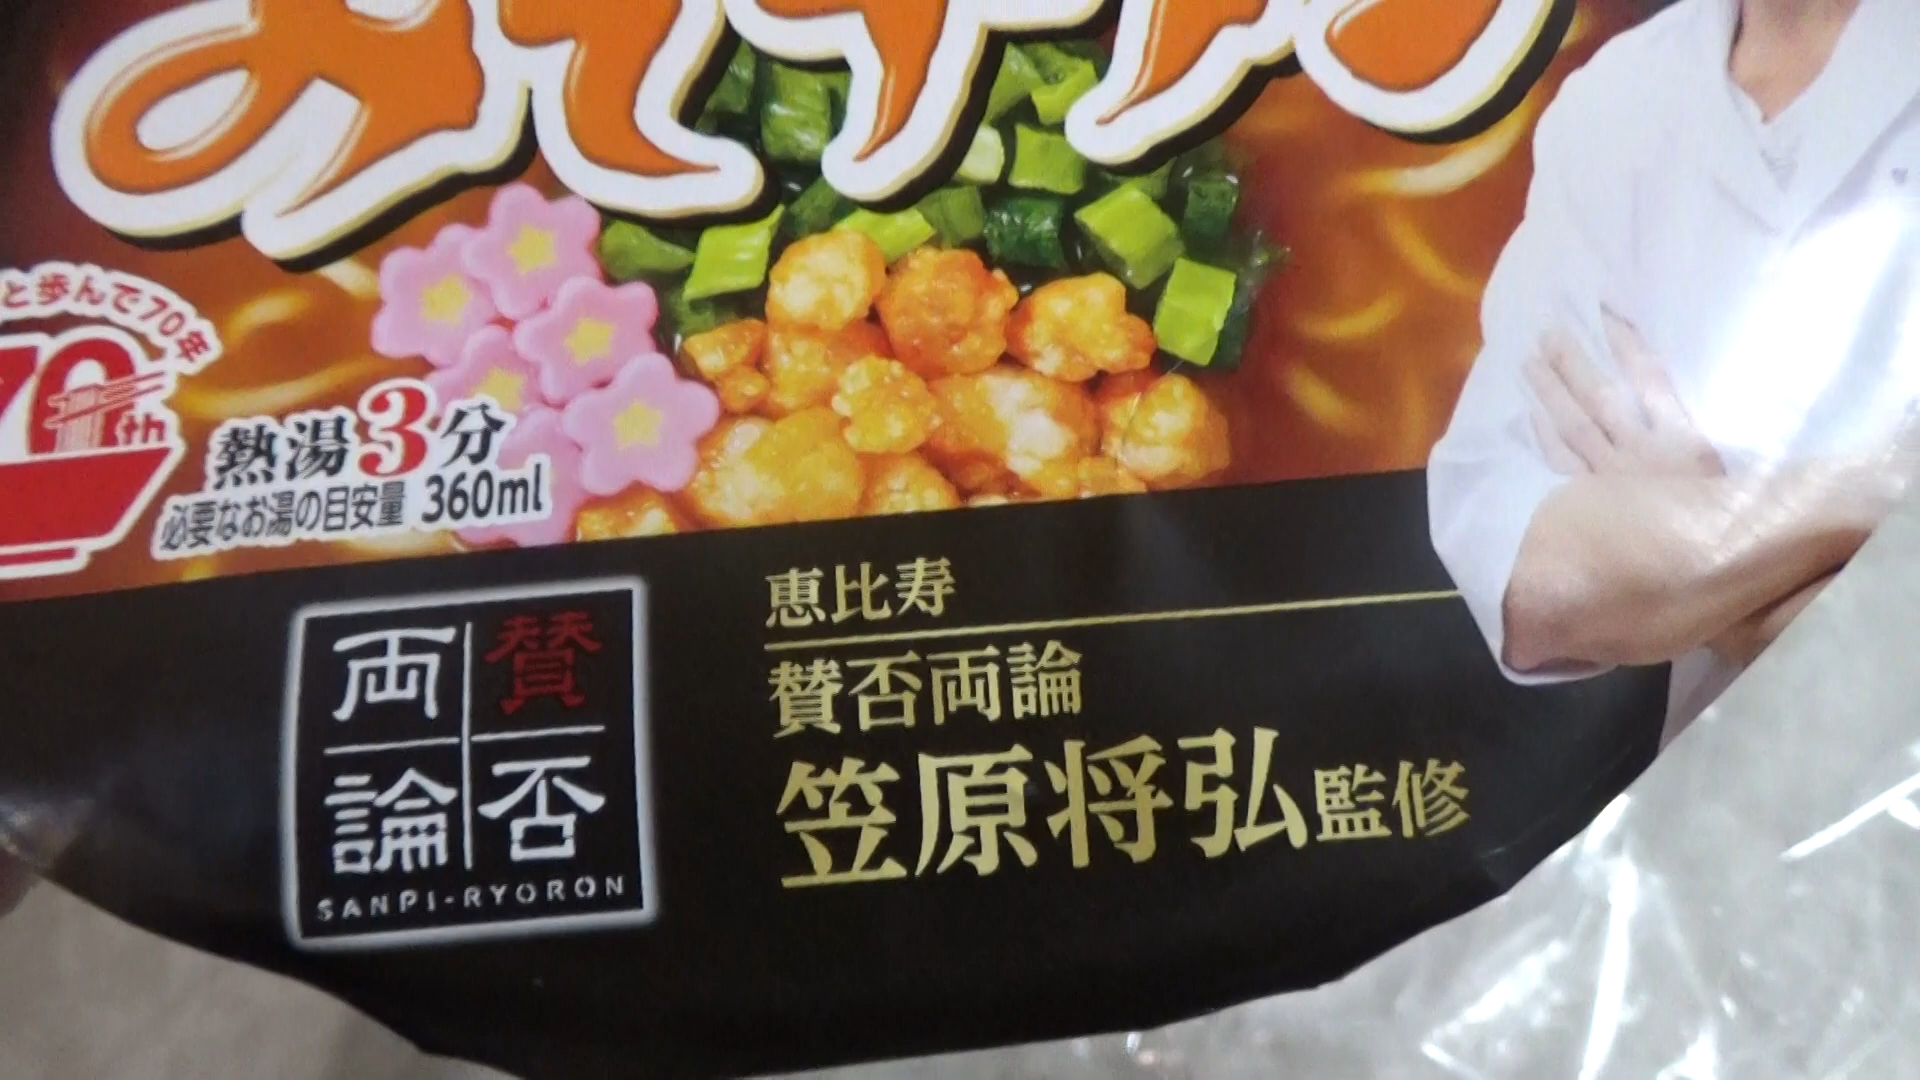 と歩んで70年
70th
熱湯3分
必要なお湯の目安量 360ml
賛否
両論
SANPI-RYORON
恵比寿
賛否両論
笠原将弘監修